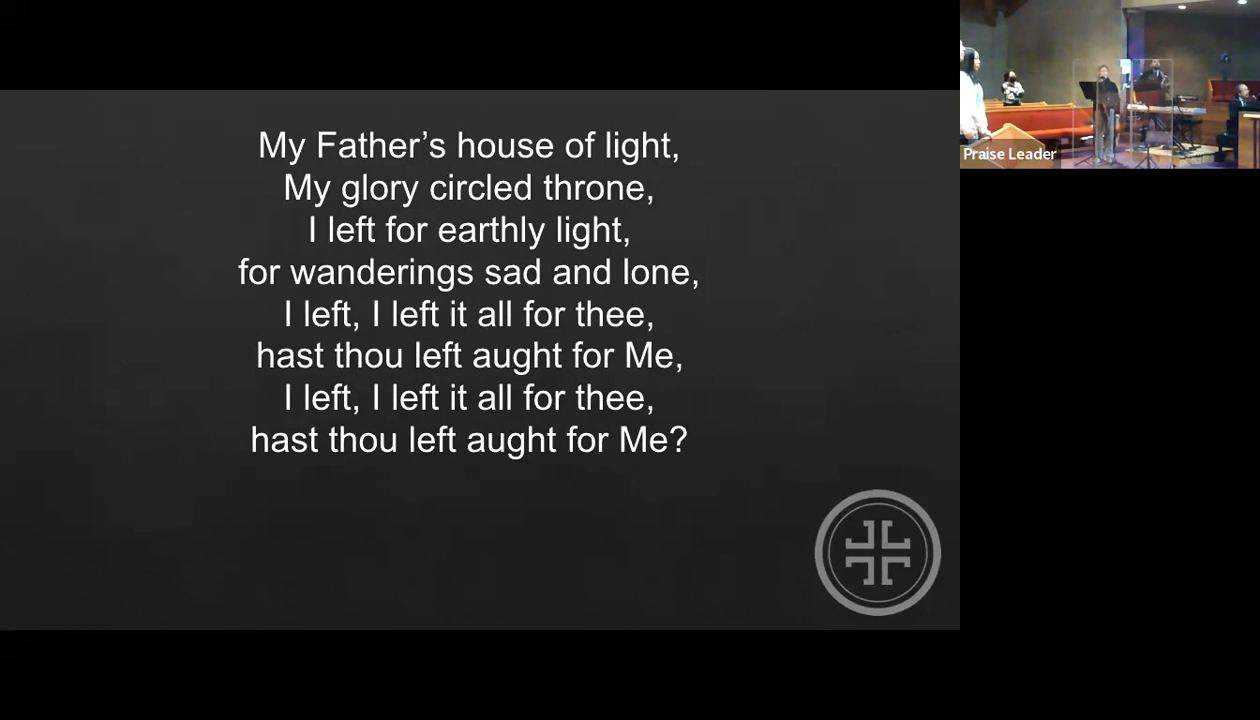 My Father’s house of light,
My glory circled throne,
I left for earthly light,
for wanderings sad and lone,
I left, I left it all for thee,
hast thou left aught for Me,
I left, I left it all for thee,
hast thou left aught for Me?
Praise Leader